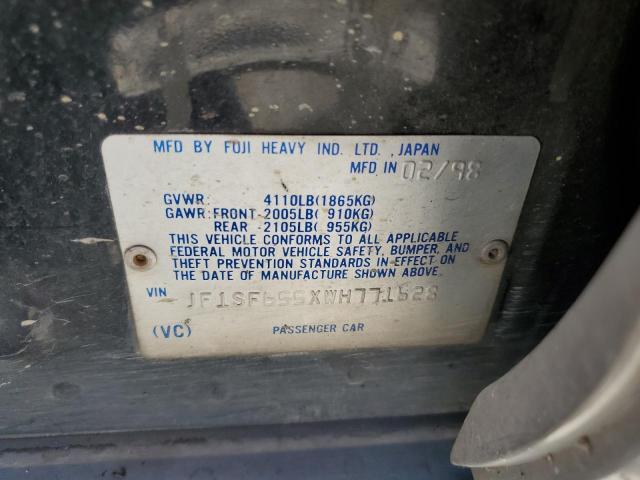 MFD BY FUJI HEAVY IND. LTD., JAPAN
MFD IN 02/98
GVWR: 4110LB(1865KG)
GAWR:FRONT-2005LB( 910KG)
REAR -2105LB( 955KG)
THIS VEHICLE CONFORMS TO ALL APPLICABLE
FEDERAL MOTOR VEHICLE SAFETY, BUMPER, AND
THEFT PREVENTION STANDARDS IN EFFECT ON
THE DATE OF MANUFACTURE SHOWN ABOVE.
VIN
(VC) PASSENGER CAR